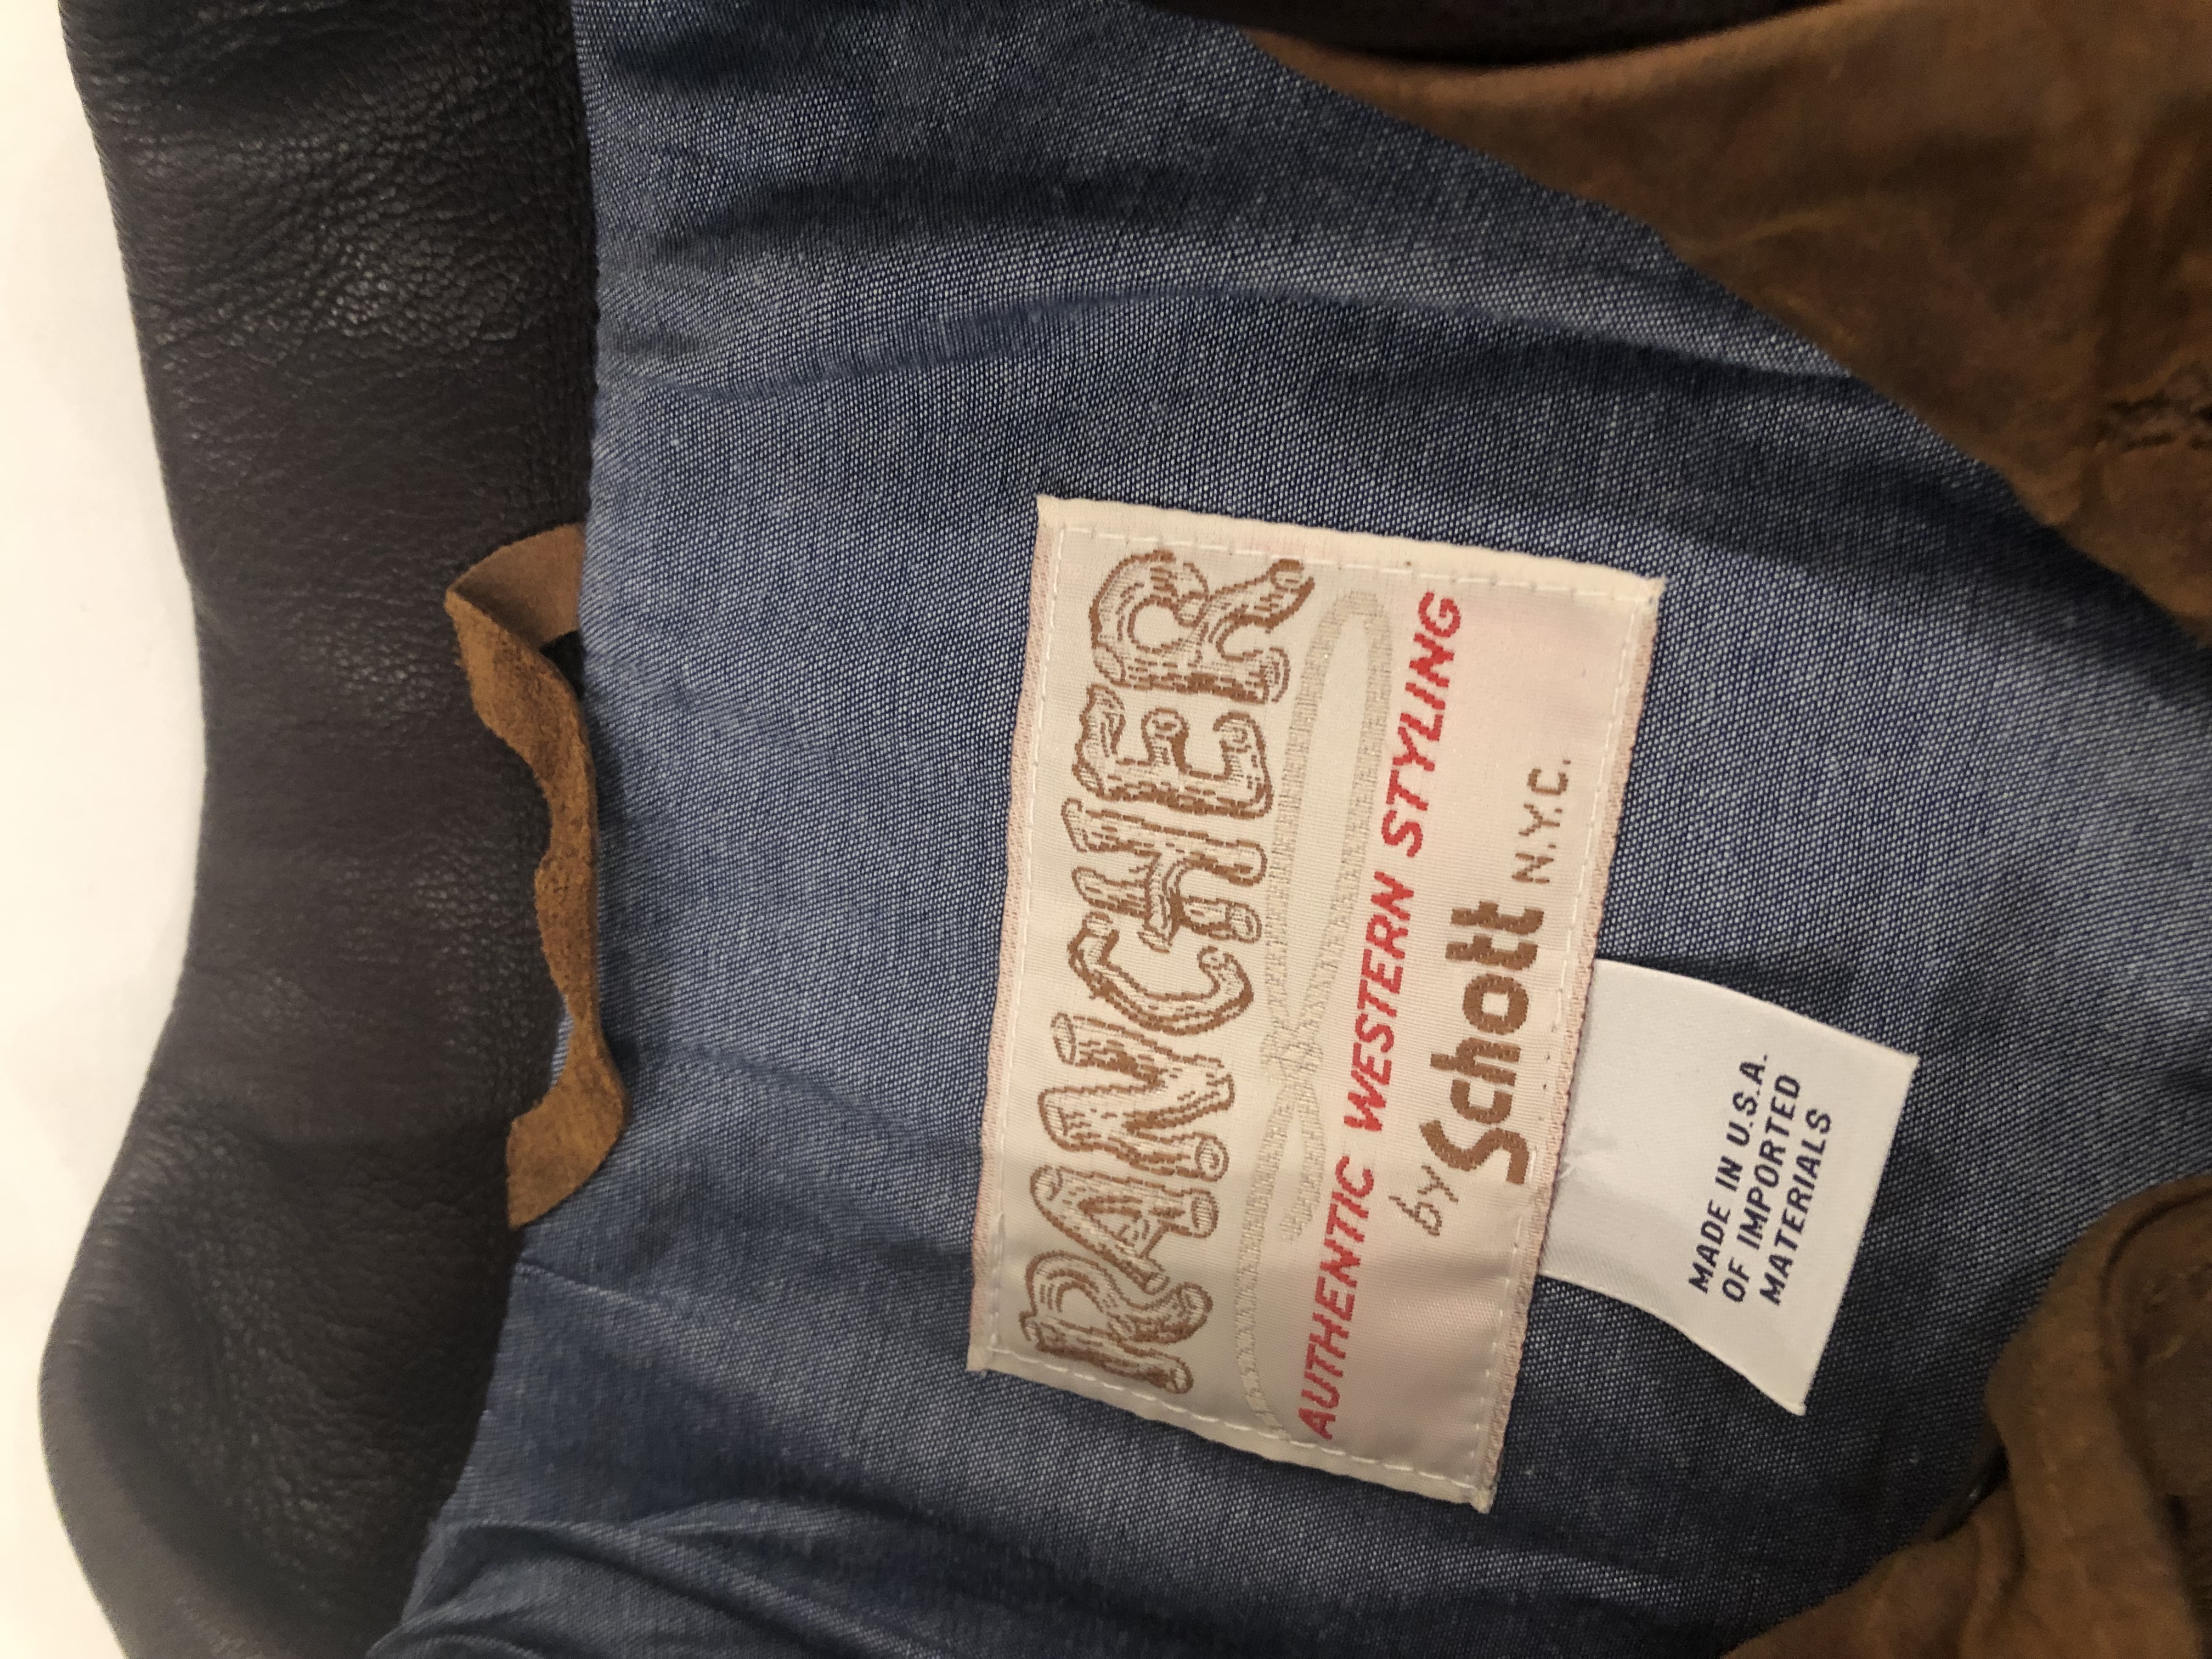 RANCHER
AUTHENTIC WESTERN STYLING
by Schott N.Y.C.
MADE IN U.S.A.
OF IMPORTED
MATERIALS